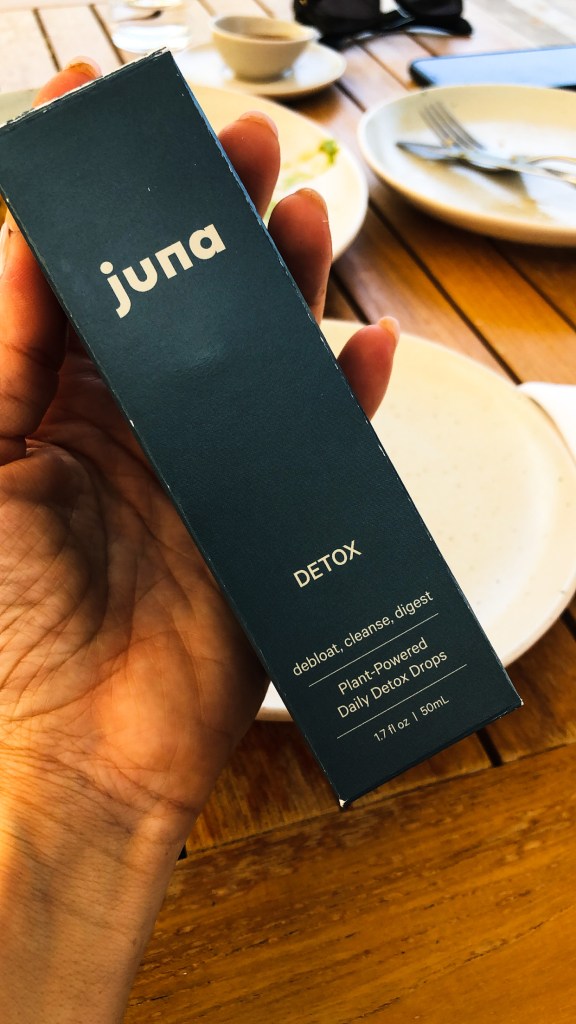 juna
DETOX
debloat, cleanse, digest
Plant-Powered
Daily Detox Drops
1.7 fl oz | 50mL